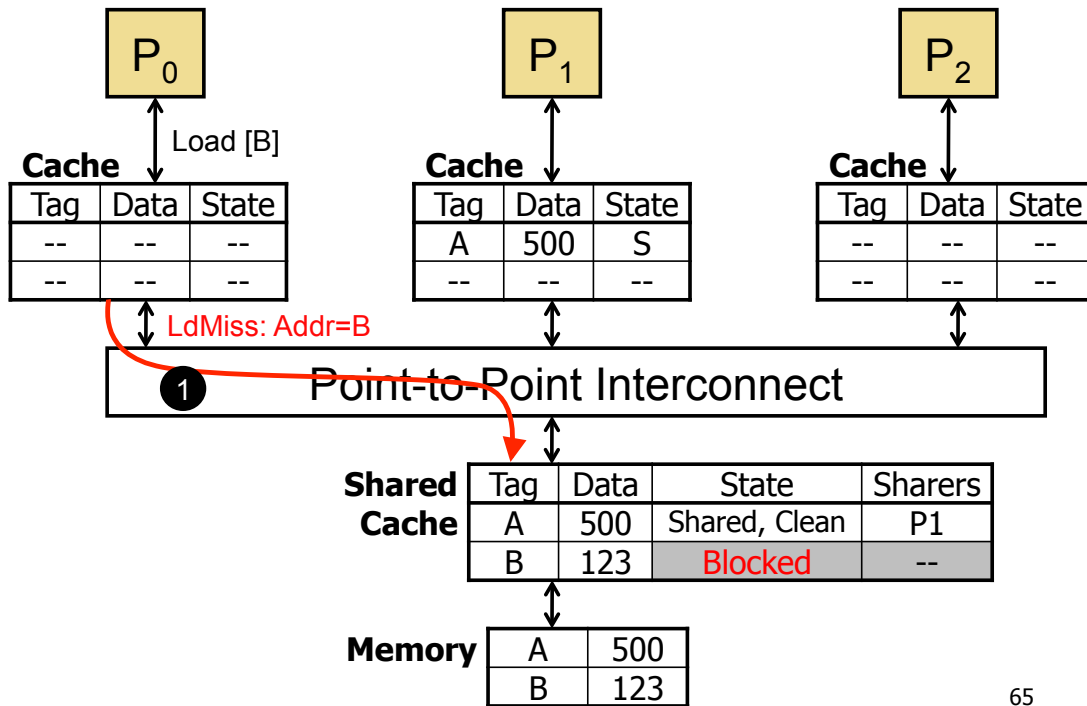 P0 P1 P2
Load [B]
Cache Cache Cache
Tag Data State Tag Data State Tag Data State
-- -- -- A 500 S -- -- --
-- -- -- -- -- -- -- -- --
LdMiss: Addr=B
1 Point-to-Point Interconnect
Shared Tag Data State Sharers
Cache A 500 Shared, Clean P1
B 123 Blocked --
Memory A 500
B 123
65